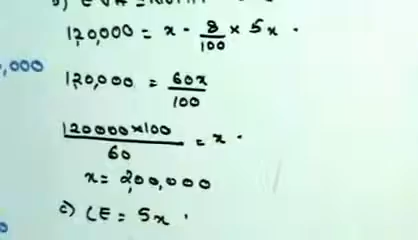 120,000 = x - 8/100 × 5x.
,000
120,000 = 60x/100
120000×100/60 = x.
x = 200,000
c) CE = 5x.